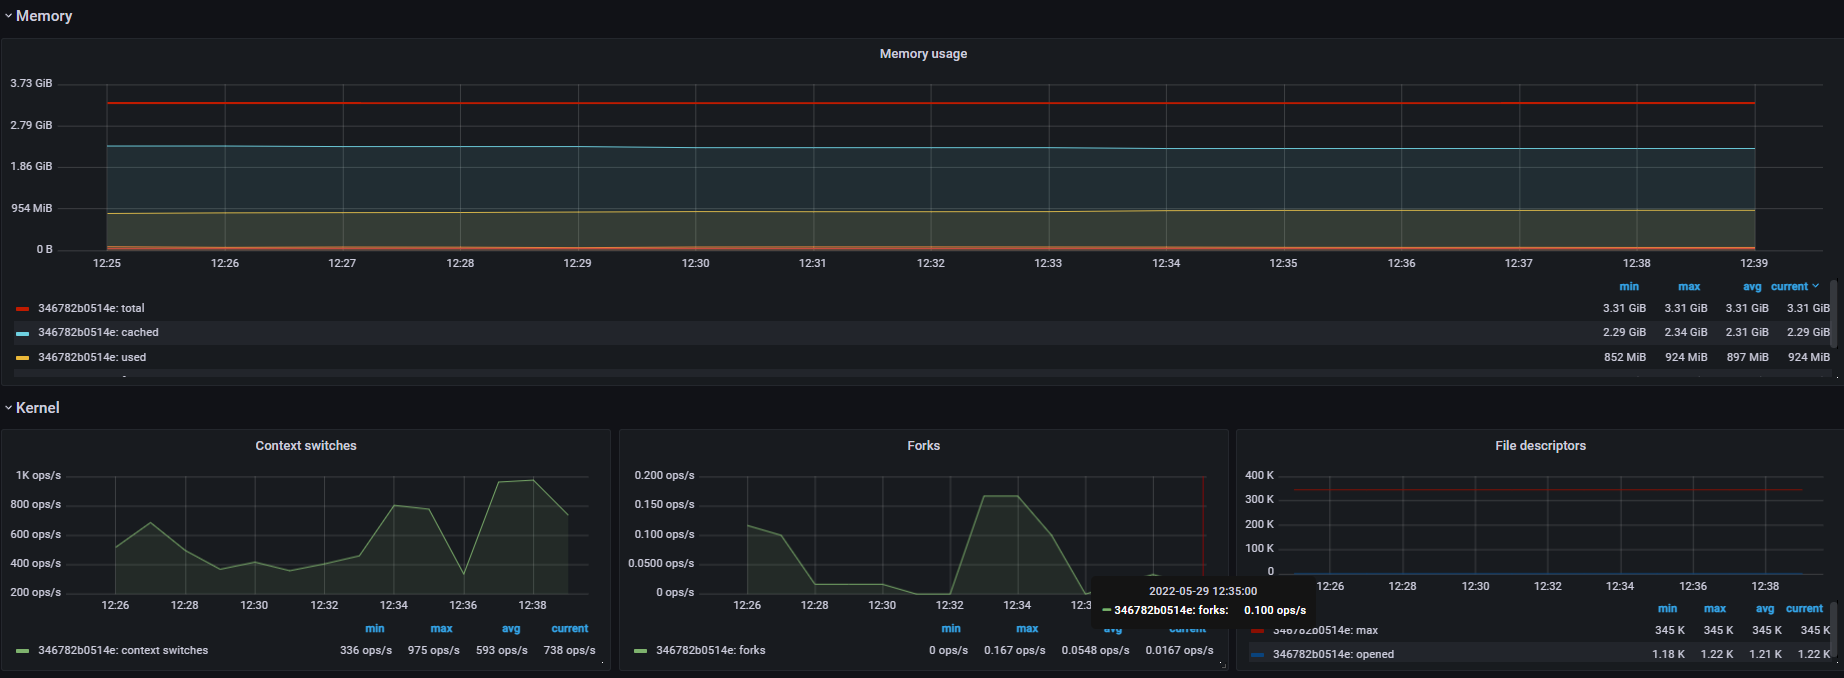 Memory
Memory usage
3.73 GiB
2.79 GiB
1.86 GiB
954 MiB
0 B
12:25 12:26 12:27 12:28 12:29 12:30 12:31 12:32 12:33 12:34 12:35 12:36 12:37 12:38 12:39
min max avg current
346782b0514e: total 3.31 GiB 3.31 GiB 3.31 GiB 3.31 GiB
346782b0514e: cached 2.29 GiB 2.34 GiB 2.31 GiB 2.29 GiB
346782b0514e: used 852 MiB 924 MiB 897 MiB 924 MiB
Kernel
Context switches
1K ops/s
800 ops/s
600 ops/s
400 ops/s
200 ops/s
12:26 12:28 12:30 12:32 12:34 12:36 12:38
min max avg current
346782b0514e: context switches 336 ops/s 975 ops/s 593 ops/s 738 ops/s
Forks
0.200 ops/s
0.150 ops/s
0.100 ops/s
0.0500 ops/s
0 ops/s
12:26 12:28 12:30 12:32 12:34 12:3
2022-05-29 12:35:00
346782b0514e: forks: 0.100 ops/s
min max avg current
346782b0514e: forks 0 ops/s 0.167 ops/s 0.0548 ops/s 0.0167 ops/s
File descriptors
400 K
300 K
200 K
100 K
0
12:26 12:28 12:30 12:32 12:34 12:36 12:38
min max avg current
346782b0514e: max 345 K 345 K 345 K 345 K
346782b0514e: opened 1.18 K 1.22 K 1.21 K 1.22 K